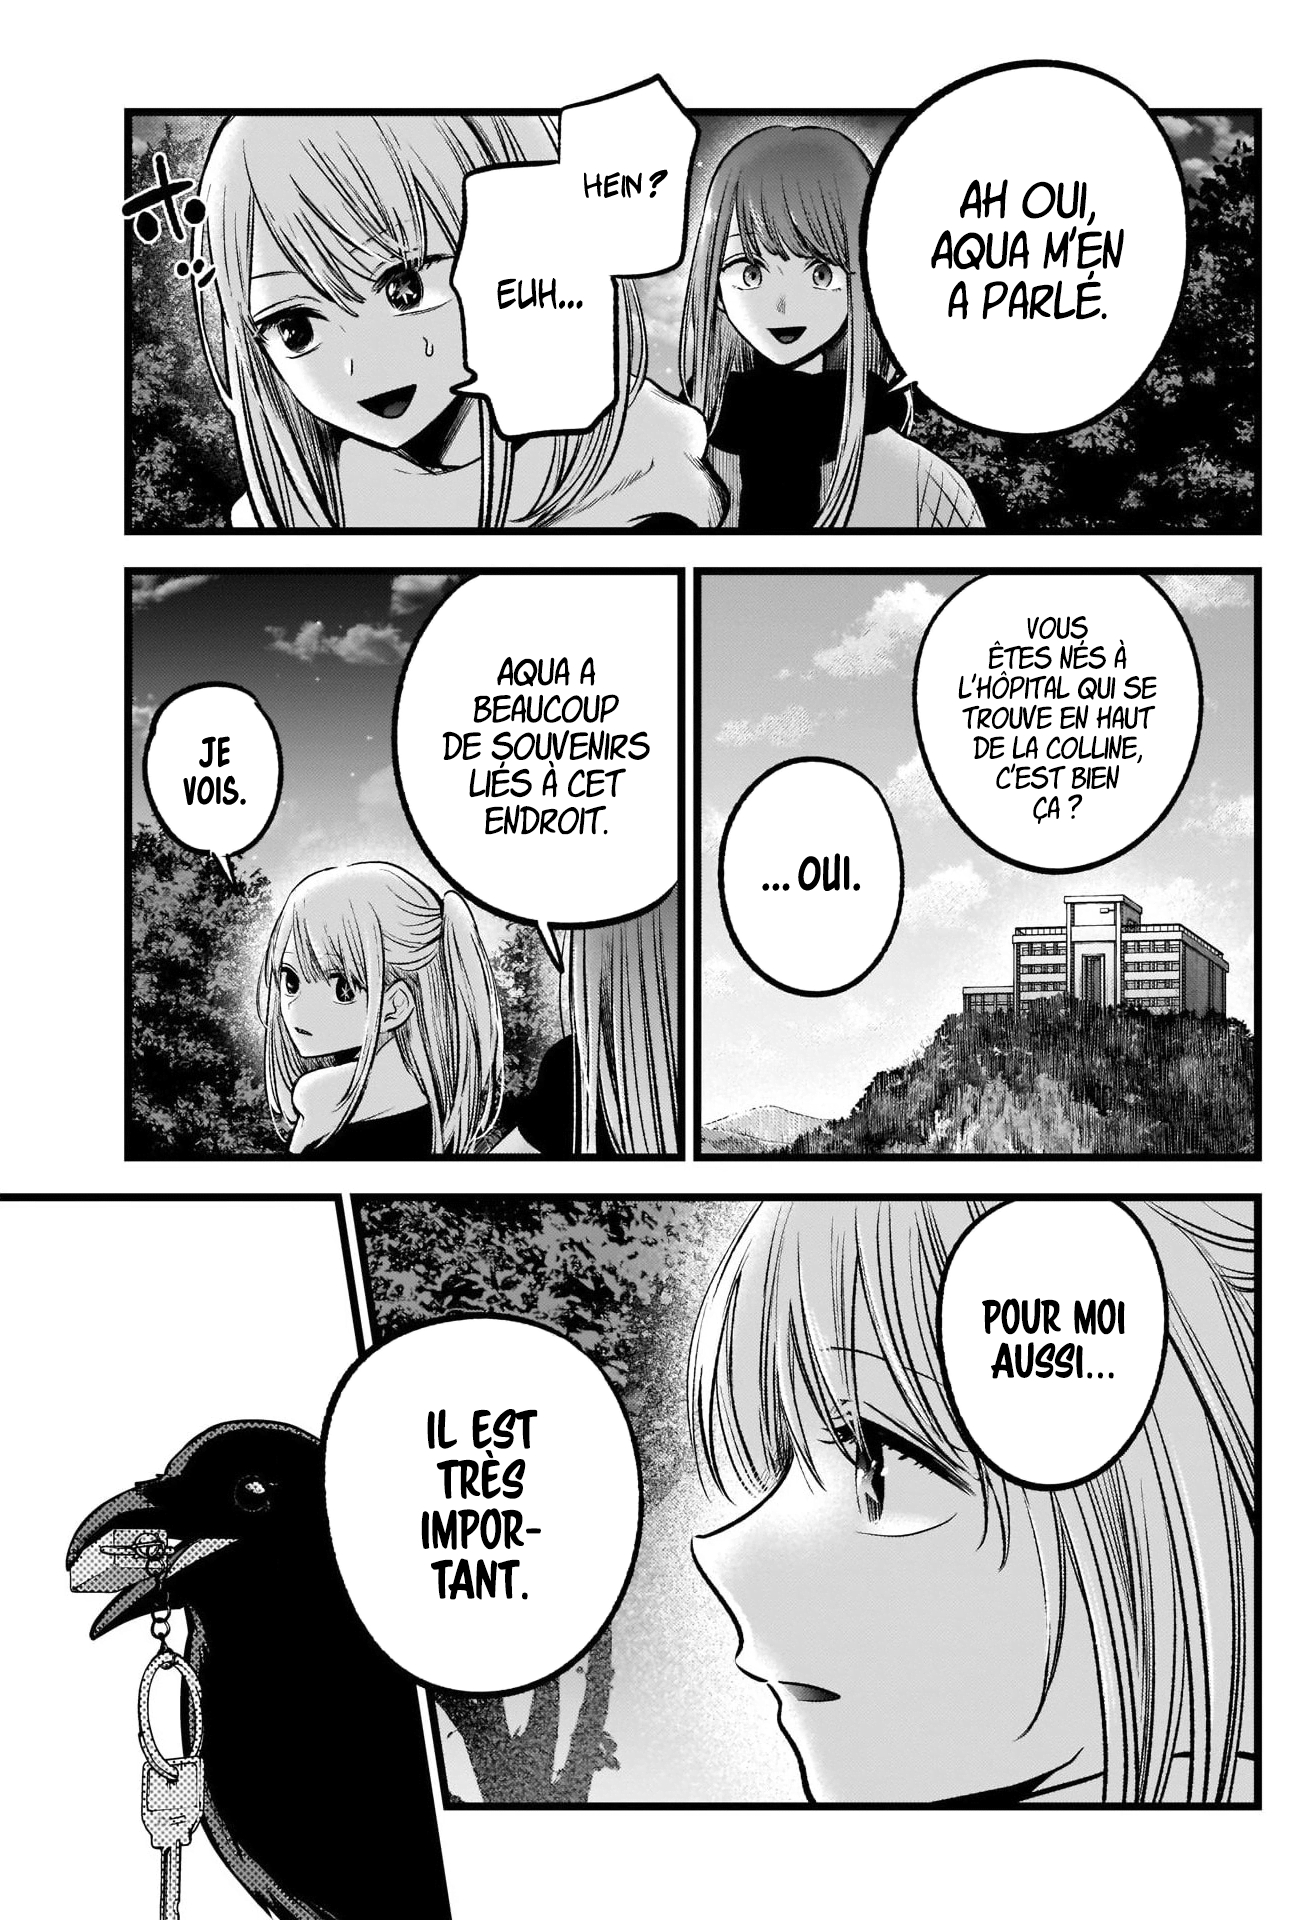 AH OUI,
AQUA M'EN
A PARLÉ.
HEIN ?
EUH...
ホッ
VOUS
ÊTES NÉS À
L'HÔPITAL QUI SE
TROUVE EN HAUT
DE LA COLLINE,
C'EST BIEN
ÇA ?
...OUI.
AQUA A
BEAUCOUP
DE SOUVENIRS
LIÉS À CET
ENDROIT.
JE
VOIS.
POUR MOI
AUSSI...
IL EST
TRÈS
IMPOR-
TANT.